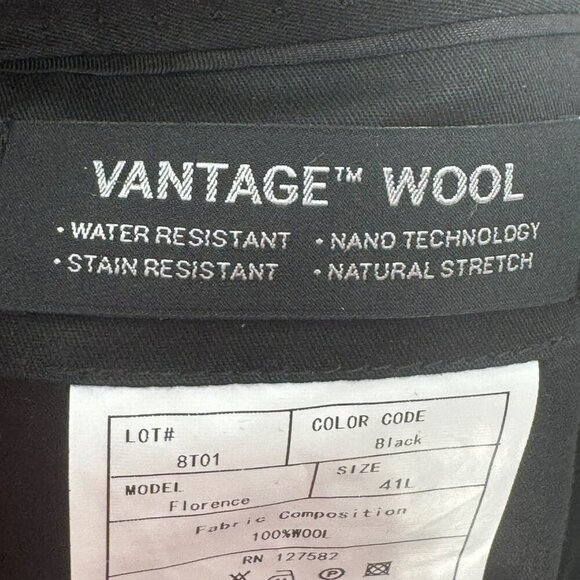 VANTAGE™ WOOL
• WATER RESISTANT • NANO TECHNOLOGY
• STAIN RESISTANT • NATURAL STRETCH
LOT# COLOR CODE
8T01 Black
MODEL SIZE
Florence 41L
Fabric Composition
100%WOOL
RN 127582